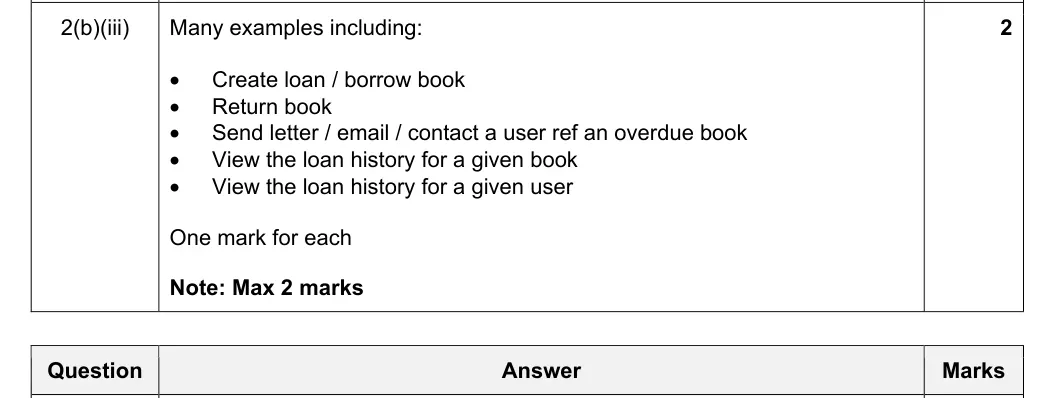 2(b)(iii) Many examples including: 2
• Create loan / borrow book
• Return book
• Send letter / email / contact a user ref an overdue book
• View the loan history for a given book
• View the loan history for a given user
One mark for each
Note: Max 2 marks
Question Answer Marks